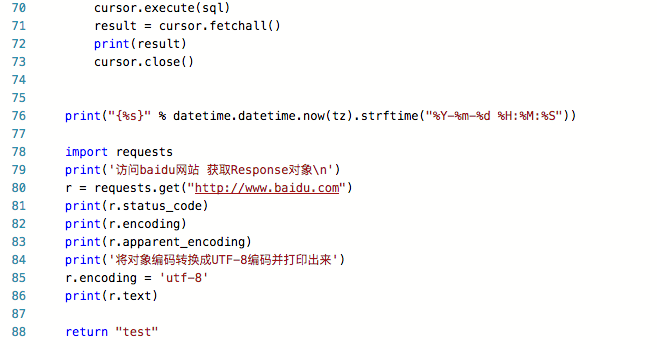 70         cursor.execute(sql)
71         result = cursor.fetchall()
72         print(result)
73         cursor.close()
74
75
76     print("{%s}" % datetime.datetime.now(tz).strftime("%Y-%m-%d %H:%M:%S"))
77
78     import requests
79     print('访问baidu网站 获取Response对象\n')
80     r = requests.get("http://www.baidu.com")
81     print(r.status_code)
82     print(r.encoding)
83     print(r.apparent_encoding)
84     print('将对象编码转换成UTF-8编码并打印出来')
85     r.encoding = 'utf-8'
86     print(r.text)
87
88     return "test"